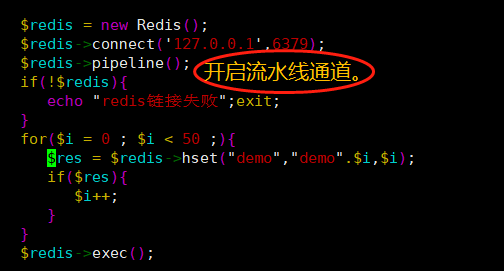 $redis = new Redis();
$redis->connect('127.0.0.1',6379);
$redis->pipeline(); 开启流水线通道。
if(!$redis){
echo "redis链接失败";exit;
}
for($i = 0 ; $i < 50 ;){
$res = $redis->hset("demo","demo".$i,$i);
if($res){
$i++;
}
}
$redis->exec();